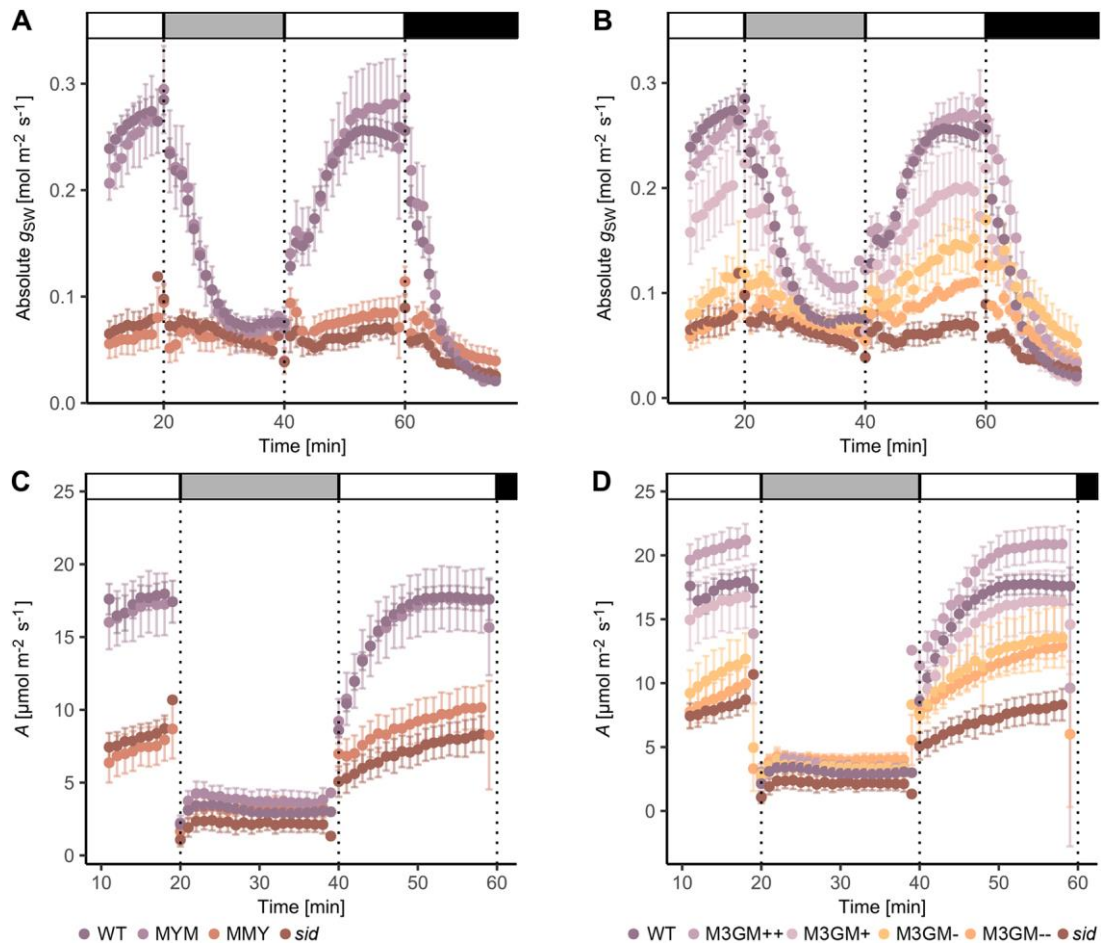 A
Absolute gSW [mol m-2 s-1]
0.3
0.2
0.1
0.0
20 40 60
Time [min]
B
Absolute gSW [mol m-2 s-1]
0.3
0.2
0.1
0.0
20 40 60
Time [min]
C
A [µmol m-2 s-1]
25
20
15
10
5
0
10 20 30 40 50 60
Time [min]
WT MYM MMY sid
D
A [µmol m-2 s-1]
25
20
15
10
5
0
10 20 30 40 50 60
Time [min]
WT M3GM++ M3GM+ M3GM- M3GM-- sid